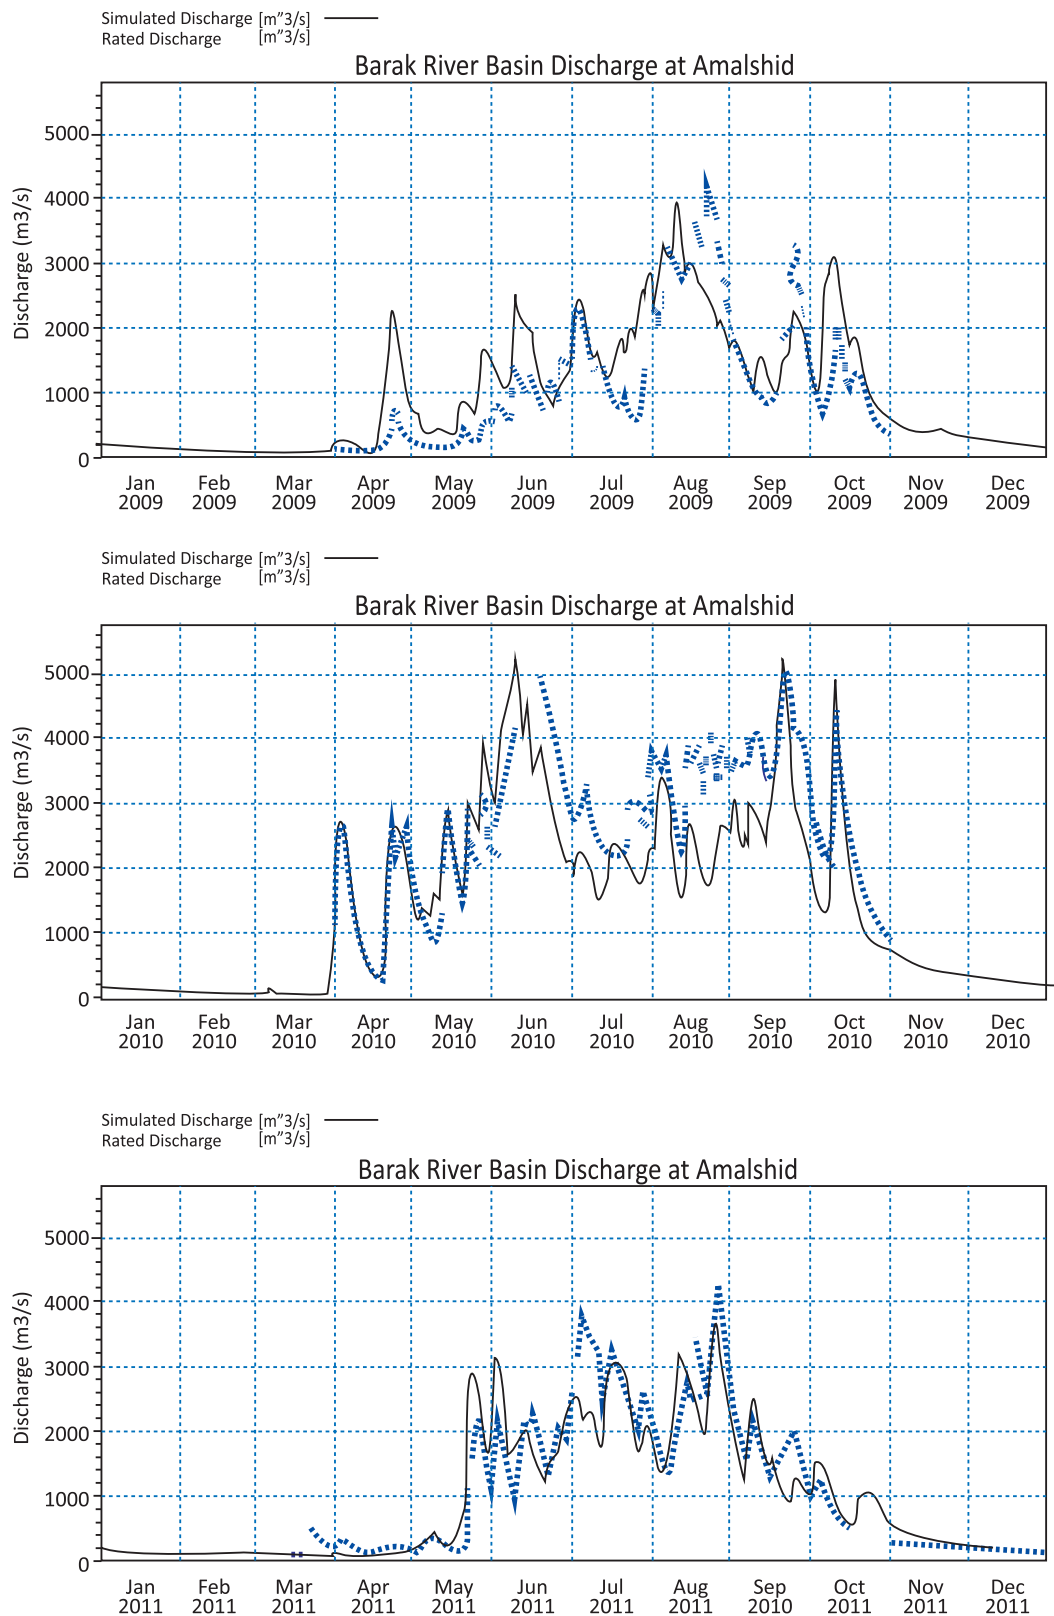 Simulated Discharge [m"3/s]
Rated Discharge [m"3/s]
Barak River Basin Discharge at Amalshid
Discharge (m3/s)
5000
4000
3000
2000
1000
0
Jan Feb Mar Apr May Jun Jul Aug Sep Oct Nov Dec
2009 2009 2009 2009 2009 2009 2009 2009 2009 2009 2009 2009
Simulated Discharge [m"3/s]
Rated Discharge [m"3/s]
Barak River Basin Discharge at Amalshid
Discharge (m3/s)
5000
4000
3000
2000
1000
0
Jan Feb Mar Apr May Jun Jul Aug Sep Oct Nov Dec
2010 2010 2010 2010 2010 2010 2010 2010 2010 2010 2010 2010
Simulated Discharge [m"3/s]
Rated Discharge [m"3/s]
Barak River Basin Discharge at Amalshid
Discharge (m3/s)
5000
4000
3000
2000
1000
0
Jan Feb Mar Apr May Jun Jul Aug Sep Oct Nov Dec
2011 2011 2011 2011 2011 2011 2011 2011 2011 2011 2011 2011